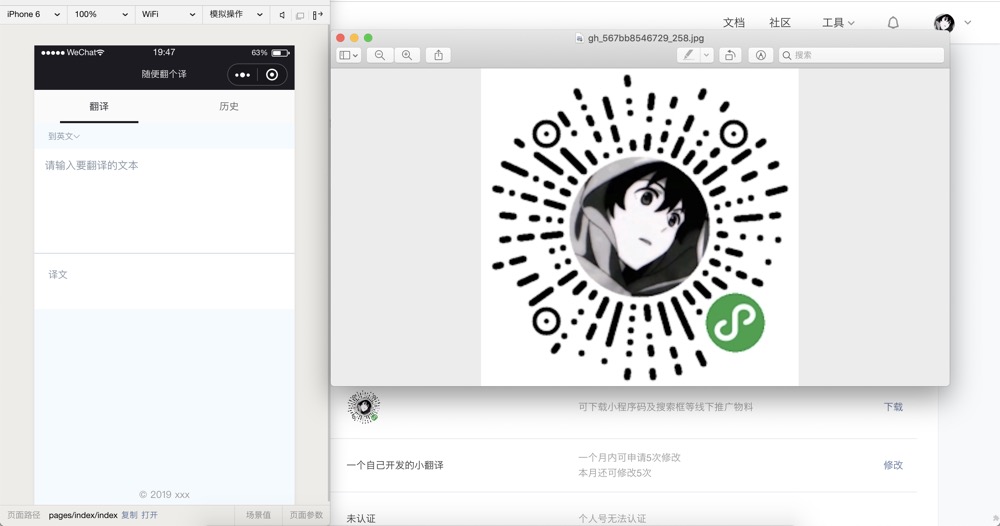 iPhone 6 100% WiFi 模拟操作
WeChat 19:47 63%
随便翻个译
翻译 历史
到英文
请输入要翻译的文本
译文
© 2019 xxx
页面路径 pages/index/index 复制 打开 场景值 页面参数
文档 社区 工具
gh_567bb8546729_258.jpg
搜索
可下载小程序码及搜索框等线下推广物料 下载
一个自己开发的小翻译
一个月内可申请5次修改
本月还可修改5次
修改
未认证 个人号无法认证